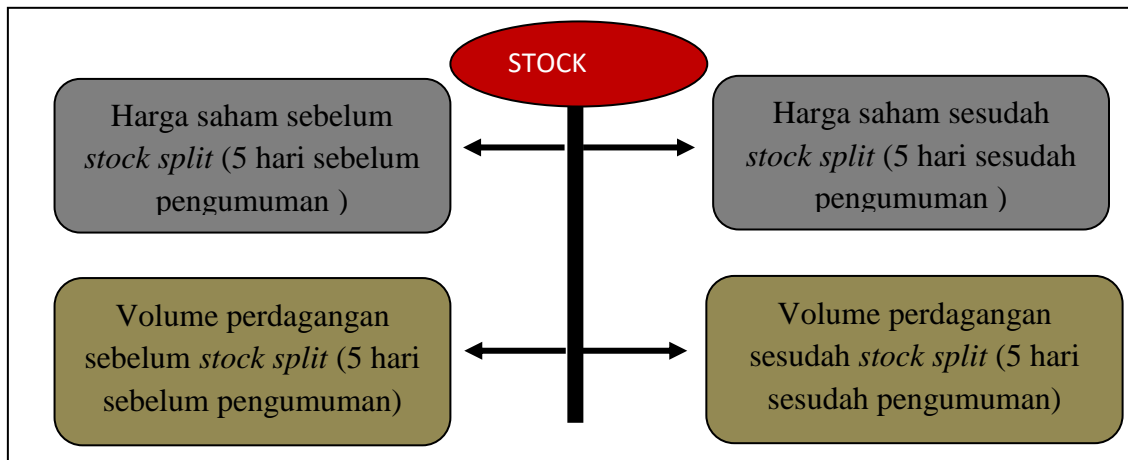 STOCK
Harga saham sebelum
stock split (5 hari sebelum
pengumuman )
Harga saham sesudah
stock split (5 hari sesudah
pengumuman )
Volume perdagangan
sebelum stock split (5 hari
sebelum pengumuman)
Volume perdagangan
sesudah stock split (5 hari
sesudah pengumuman)